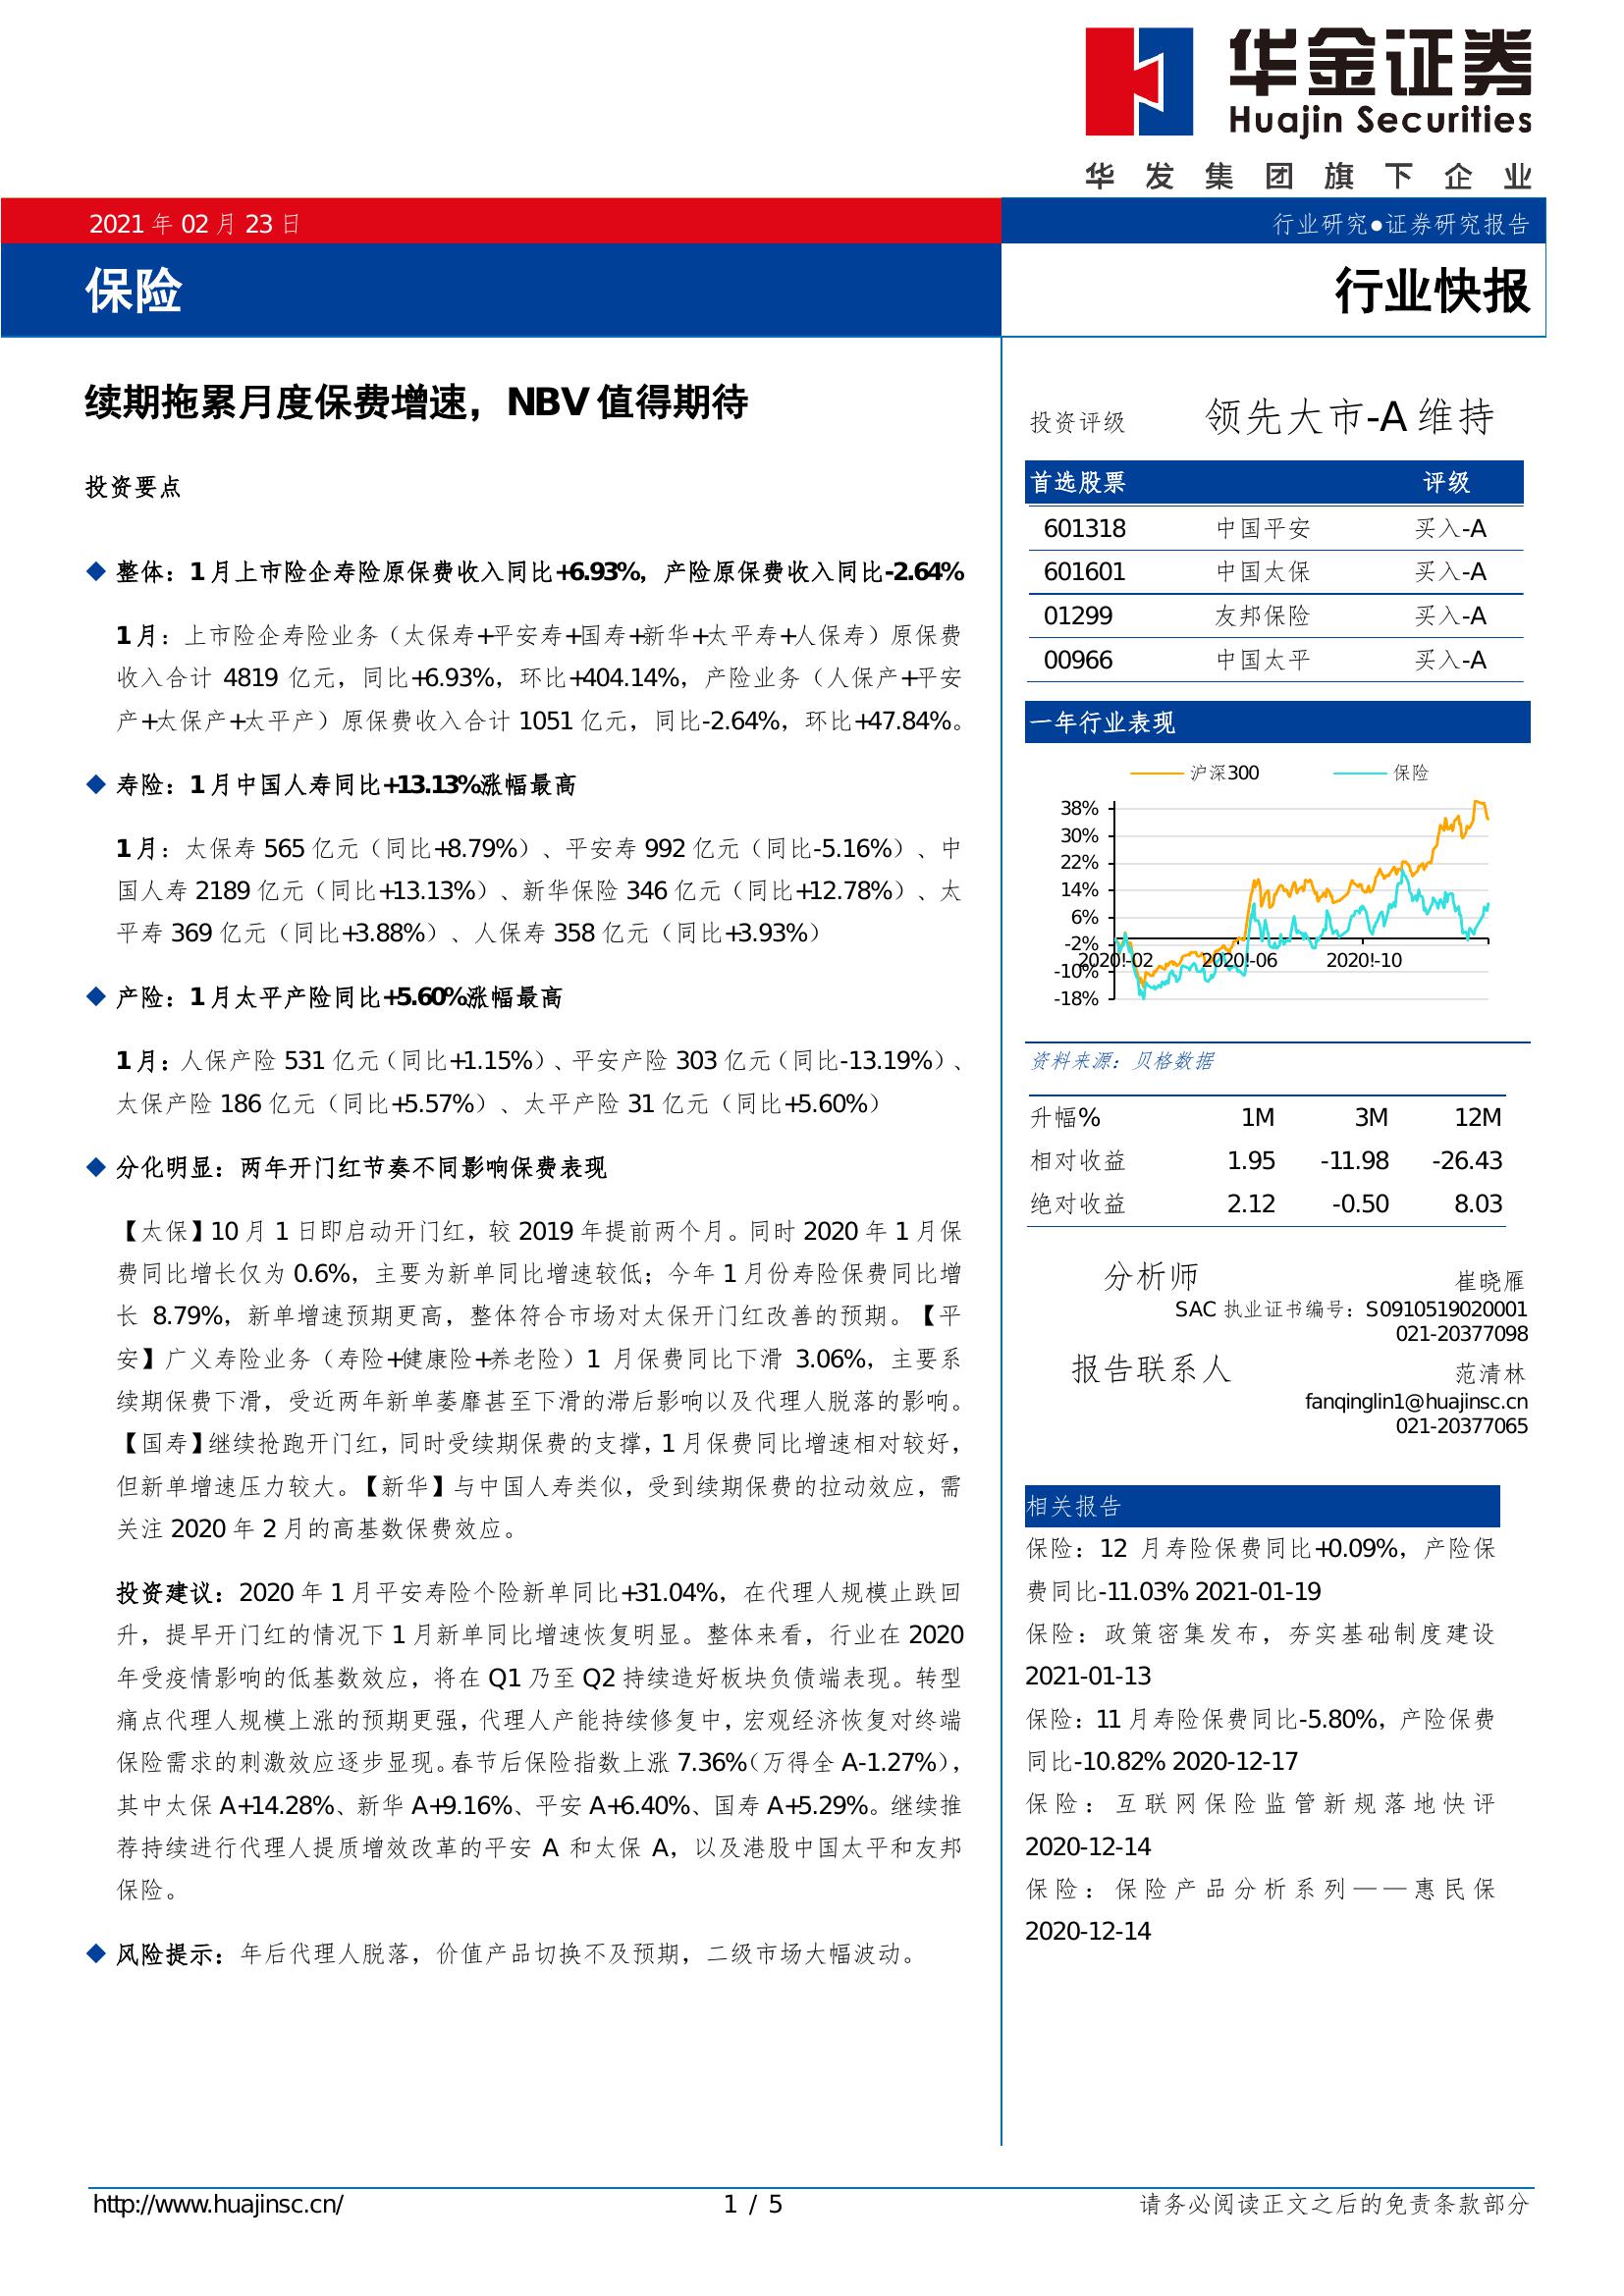 华金证券
Huajin Securities
华发集团旗下企业
2021 年 02 月 23 日
行业研究●证券研究报告
保险
行业快报
续期拖累月度保费增速，NBV 值得期待
投资要点
◆ 整体：1 月上市险企寿险原保费收入同比+6.93%，产险原保费收入同比-2.64%
1 月：上市险企寿险业务（太保寿+平安寿+国寿+新华+太平寿+人保寿）原保费
收入合计 4819 亿元，同比+6.93%，环比+404.14%，产险业务（人保产+平安
产+太保产+太平产）原保费收入合计 1051 亿元，同比-2.64%，环比+47.84%。
◆ 寿险：1 月中国人寿同比+13.13%涨幅最高
1 月：太保寿 565 亿元（同比+8.79%）、平安寿 992 亿元（同比-5.16%）、中
国人寿 2189 亿元（同比+13.13%）、新华保险 346 亿元（同比+12.78%）、太
平寿 369 亿元（同比+3.88%）、人保寿 358 亿元（同比+3.93%）
◆ 产险：1 月太平产险同比+5.60%涨幅最高
1 月：人保产险 531 亿元（同比+1.15%）、平安产险 303 亿元（同比-13.19%）、
太保产险 186 亿元（同比+5.57%）、太平产险 31 亿元（同比+5.60%）
◆ 分化明显：两年开门红节奏不同影响保费表现
【太保】10 月 1 日即启动开门红，较 2019 年提前两个月。同时 2020 年 1 月保
费同比增长仅为 0.6%，主要为新单同比增速较低；今年 1 月份寿险保费同比增
长 8.79%，新单增速预期更高，整体符合市场对太保开门红改善的预期。【平
安】广义寿险业务（寿险+健康险+养老险）1 月保费同比下滑 3.06%，主要系
续期保费下滑，受近两年新单萎靡甚至下滑的滞后影响以及代理人脱落的影响。
【国寿】继续抢跑开门红，同时受续期保费的支撑，1 月保费同比增速相对较好，
但新单增速压力较大。【新华】与中国人寿类似，受到续期保费的拉动效应，需
关注 2020 年 2 月的高基数保费效应。
投资建议：2020 年 1 月平安寿险个险新单同比+31.04%，在代理人规模止跌回
升，提早开门红的情况下 1 月新单同比增速恢复明显。整体来看，行业在 2020
年受疫情影响的低基数效应，将在 Q1 乃至 Q2 持续造好板块负债端表现。转型
痛点代理人规模上涨的预期更强，代理人产能持续修复中，宏观经济恢复对终端
保险需求的刺激效应逐步显现。春节后保险指数上涨 7.36%（万得全 A-1.27%），
其中太保 A+14.28%、新华 A+9.16%、平安 A+6.40%、国寿 A+5.29%。继续推
荐持续进行代理人提质增效改革的平安 A 和太保 A，以及港股中国太平和友邦
保险。
◆ 风险提示：年后代理人脱落，价值产品切换不及预期，二级市场大幅波动。
投资评级 领先大市-A 维持
首选股票 评级
601318 中国平安 买入-A
601601 中国太保 买入-A
01299 友邦保险 买入-A
00966 中国太平 买入-A
一年行业表现
沪深300 保险
38%
30%
22%
14%
6%
-2%
2020!-02 2020!-06 2020!-10
-10%
-18%
资料来源：贝格数据
升幅% 1M 3M 12M
相对收益 1.95 -11.98 -26.43
绝对收益 2.12 -0.50 8.03
分析师 崔晓雁
SAC 执业证书编号：S0910519020001
021-20377098
报告联系人 范清林
fanqinglin1@huajinsc.cn
021-20377065
相关报告
保险：12 月寿险保费同比+0.09%，产险保
费同比-11.03% 2021-01-19
保险：政策密集发布，夯实基础制度建设
2021-01-13
保险：11 月寿险保费同比-5.80%，产险保费
同比-10.82% 2020-12-17
保险：互联网保险监管新规落地快评
2020-12-14
保险：保险产品分析系列——惠民保
2020-12-14
http://www.huajinsc.cn/ 1 / 5 请务必阅读正文之后的免责条款部分